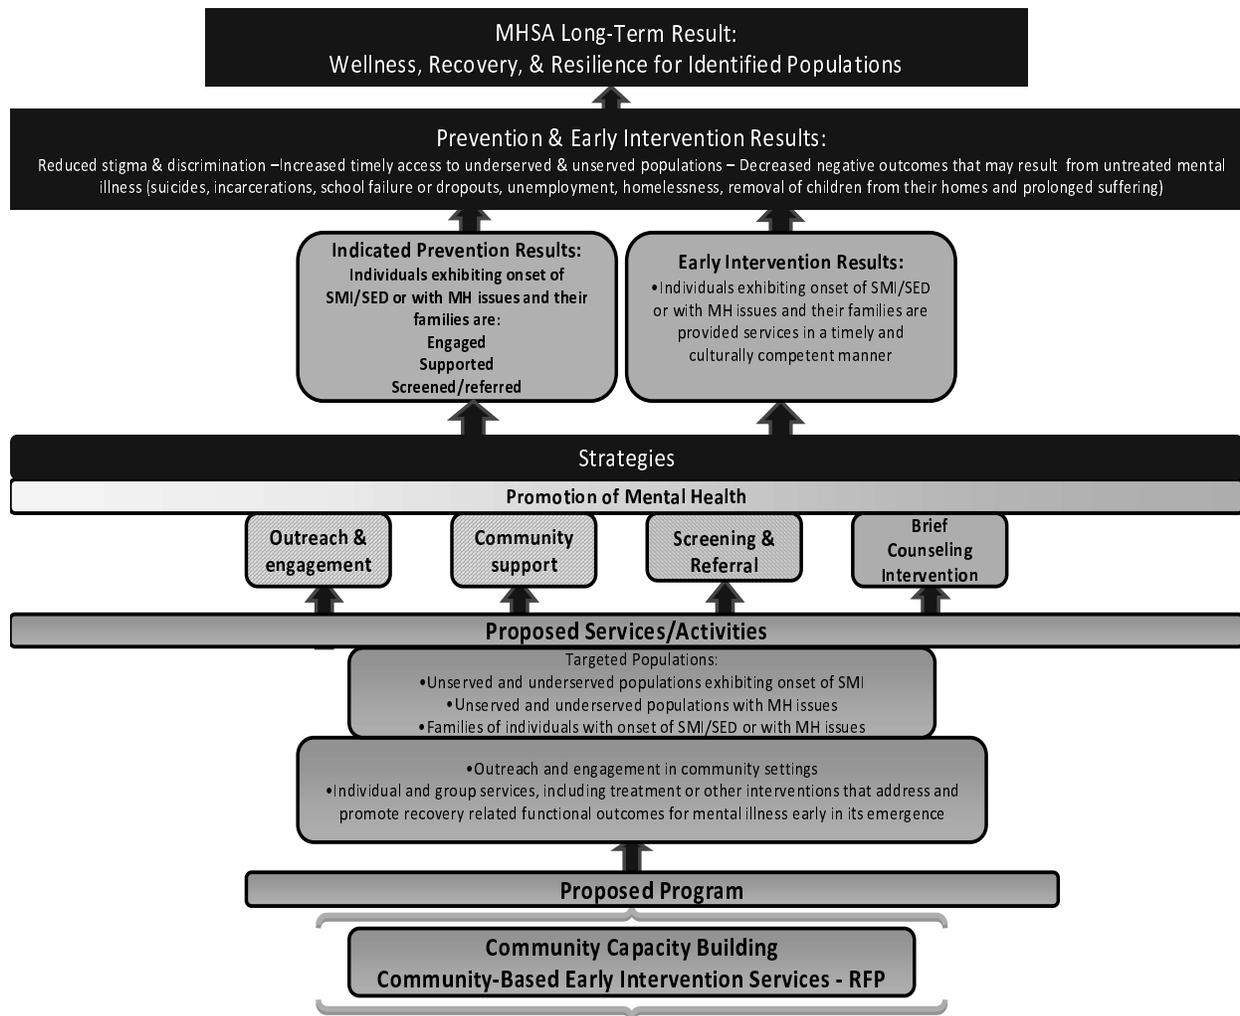 MHSA Long-Term Result:
Wellness, Recovery, & Resilience for Identified Populations
Prevention & Early Intervention Results:
Reduced stigma & discrimination –Increased timely access to underserved & unserved populations – Decreased negative outcomes that may result from untreated mental
illness (suicides, incarcerations, school failure or dropouts, unemployment, homelessness, removal of children from their homes and prolonged suffering)
Indicated Prevention Results:
Individuals exhibiting onset of
SMI/SED or with MH issues and their
families are:
Engaged
Supported
Screened/referred
Early Intervention Results:
•Individuals exhibiting onset of SMI/SED
or with MH issues and their families are
provided services in a timely and
culturally competent manner
Strategies
Promotion of Mental Health
Outreach &
engagement
Community
support
Screening &
Referral
Brief
Counseling
Intervention
Proposed Services/Activities
Targeted Populations:
•Unserved and underserved populations exhibiting onset of SMI
•Unserved and underserved populations with MH issues
•Families of individuals with onset of SMI/SED or with MH issues
•Outreach and engagement in community settings
•Individual and group services, including treatment or other interventions that address and
promote recovery related functional outcomes for mental illness early in its emergence
Proposed Program
Community Capacity Building
Community-Based Early Intervention Services - RFP